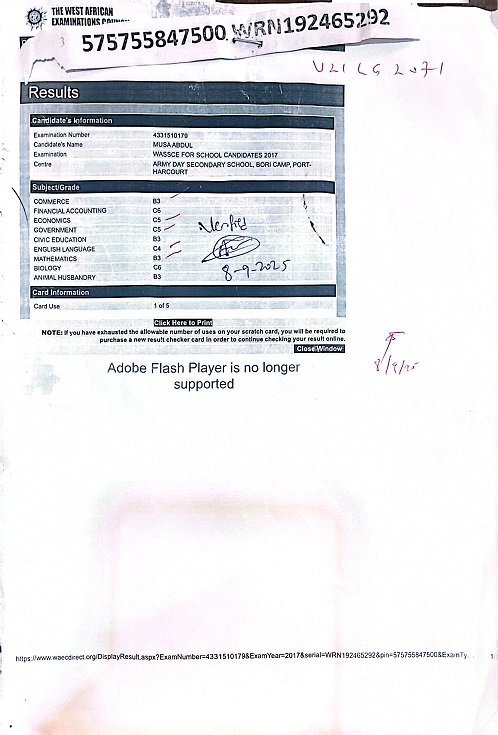 THE WEST AFRICAN
EXAMINATIONS COUNCIL
575755847500 WRN192465292
Results
Candidate's Information
Examination Number 4331510179
Candidate's Name MUSA ABDUL
Examination WASSCE FOR SCHOOL CANDIDATES 2017
Centre ARMY DAY SECONDARY SCHOOL, BORI CAMP, PORT-
HARCOURT
Subject/Grade
COMMERCE B3
FINANCIAL ACCOUNTING C6
ECONOMICS C5
GOVERNMENT C5
CIVIC EDUCATION B3
ENGLISH LANGUAGE C4
MATHEMATICS B3
BIOLOGY C6
ANIMAL HUSBANDRY B3
Verified
8-9-2025
Card Information
Card Use 1 of 5
Click Here to Print
NOTE: if you have exhausted the allowable number of uses on your scratch card, you will be required to
purchase a new result checker card in order to continue checking your result online.
Close Window
8/9/25
Adobe Flash Player is no longer
supported
https://www.waecdirect.org/DisplayResult.aspx?ExamNumber=4331510179&ExamYear=2017&serial=WRN192465292&pin=575755847500&ExamTy...